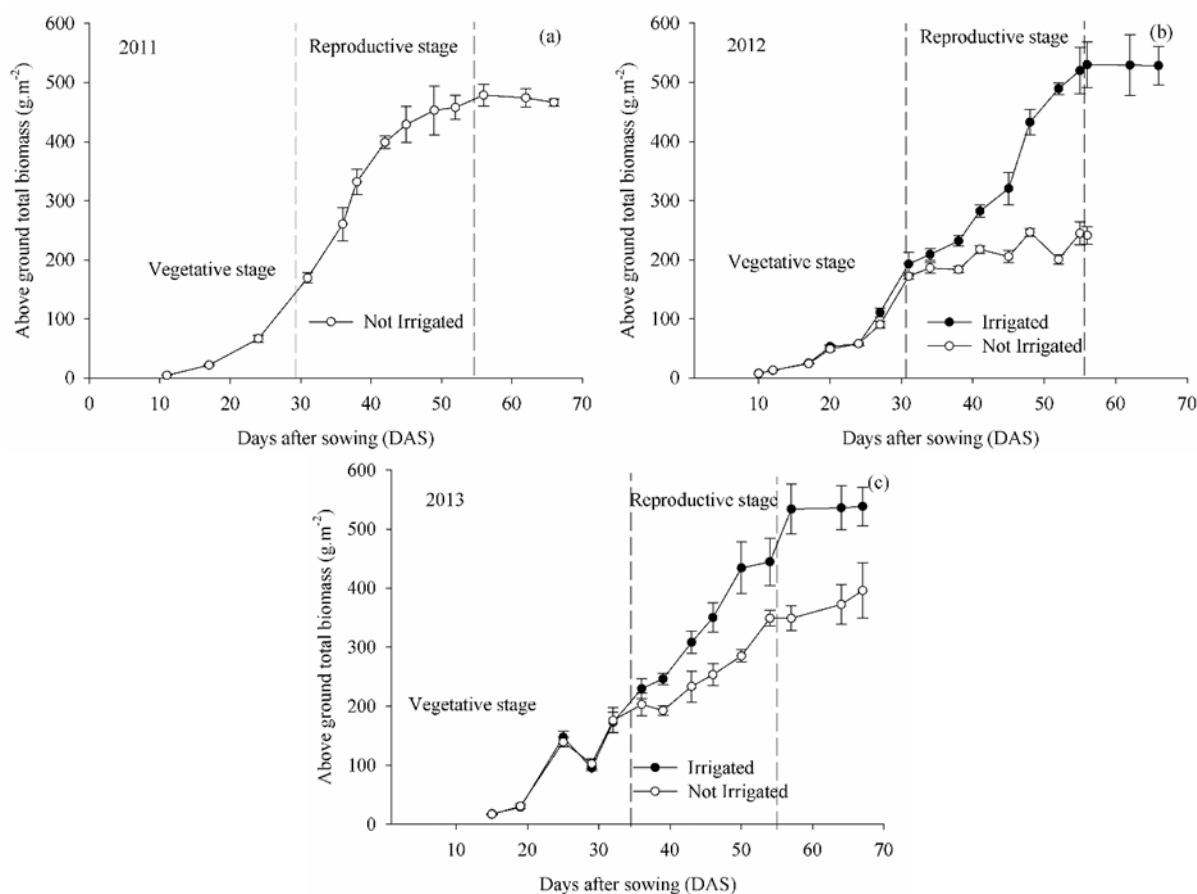 2011
Reproductive stage
(a)
Vegetative stage
Not Irrigated
Above ground total biomass (g.m-2)
600
500
400
300
200
100
0
0 10 20 30 40 50 60 70
Days after sowing (DAS)
2012
Reproductive stage
(b)
Vegetative stage
Irrigated
Not Irrigated
Above ground total biomass (g.m-2)
600
500
400
300
200
100
0
10 20 30 40 50 60 70
Days after sowing (DAS)
2013
Reproductive stage
(c)
Vegetative stage
Irrigated
Not Irrigated
Above ground total biomass (g.m-2)
600
500
400
300
200
100
0
10 20 30 40 50 60 70
Days after sowing (DAS)